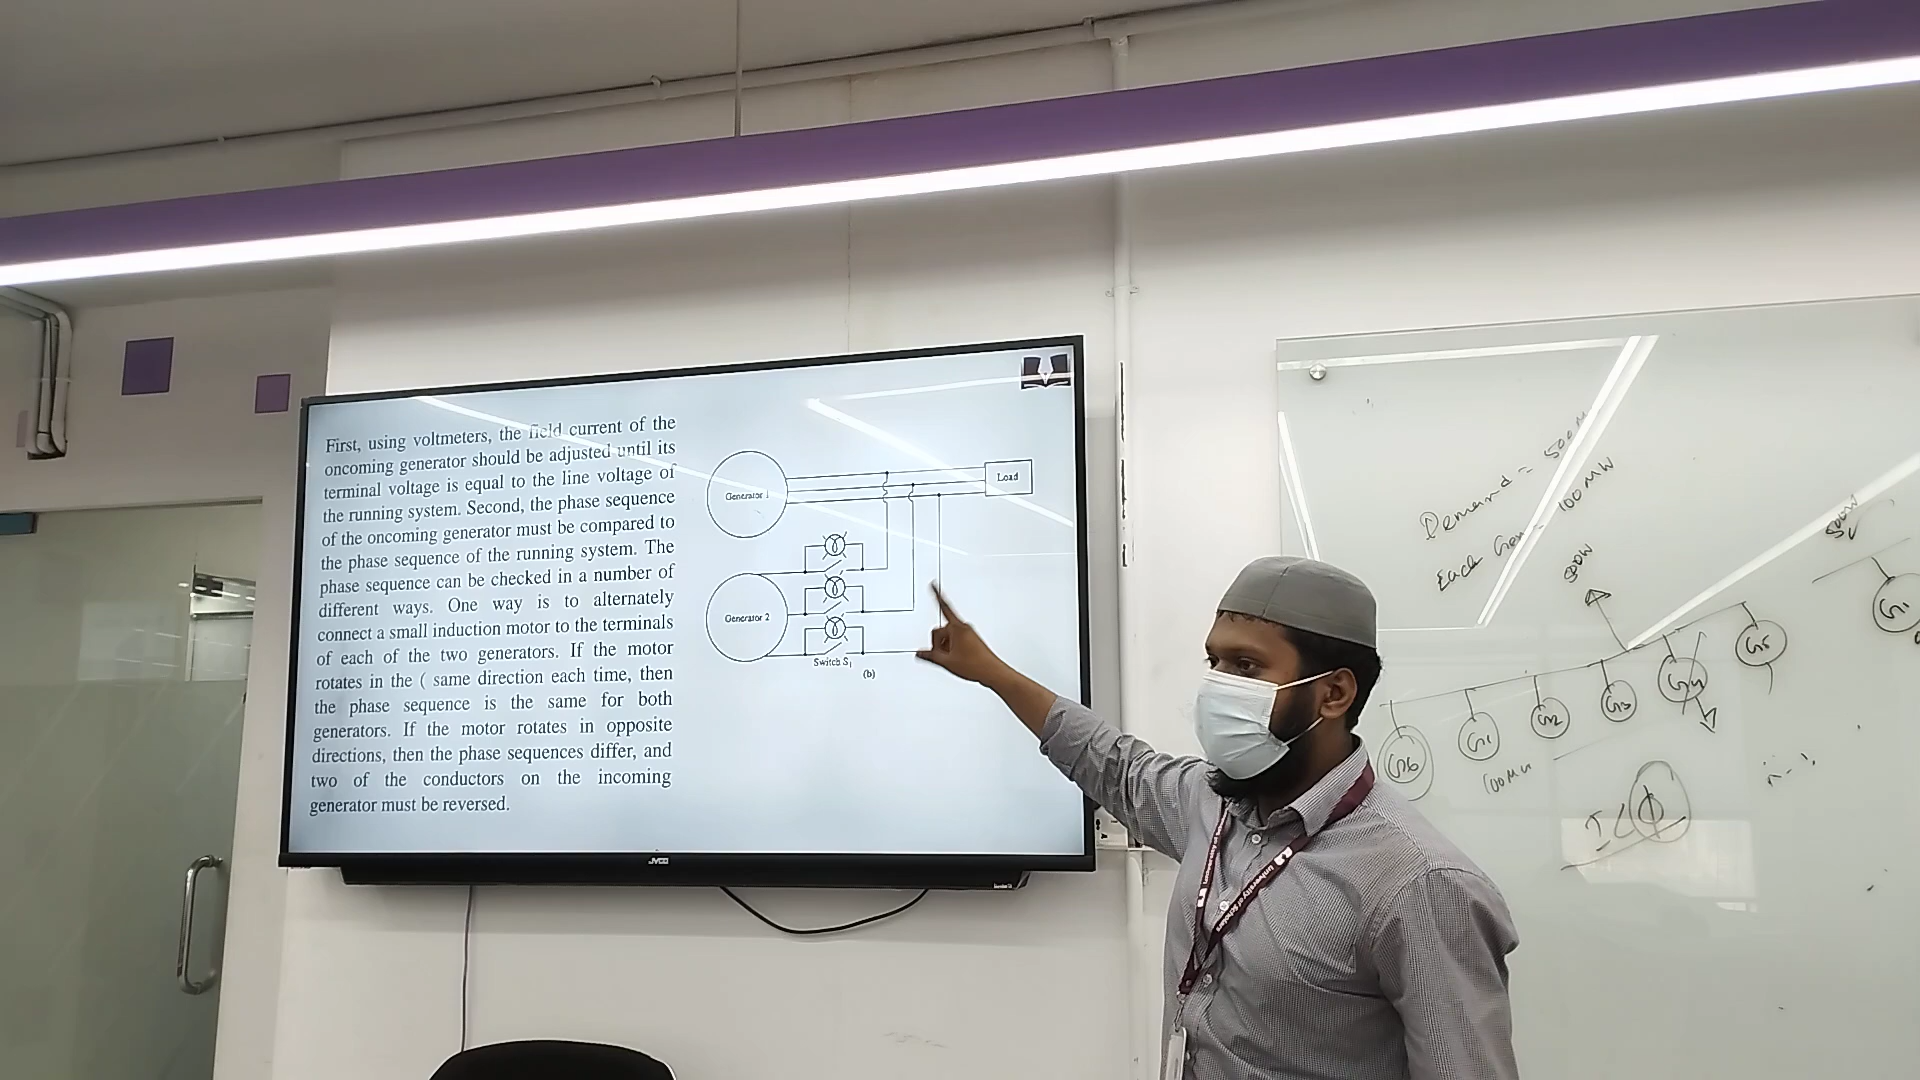 First, using voltmeters, the field current of the
oncoming generator should be adjusted until its
terminal voltage is equal to the line voltage of
the running system. Second, the phase sequence
of the oncoming generator must be compared to
the phase sequence of the running system. The
phase sequence can be checked in a number of
different ways. One way is to alternately
connect a small induction motor to the terminals
of each of the two generators. If the motor
rotates in the ( same direction each time, then
the phase sequence is the same for both
generators. If the motor rotates in opposite
directions, then the phase sequences differ, and
two of the conductors on the incoming
generator must be reversed.
Generator 1
Load
Generator 2
Switch S₁
(b)
JVCO
University of Scholars
Demand = 500 M
Each Gen = 100 MW
G6
G1
G2
G3
G4
G5
G1
100 MW
n-1
I < Φ